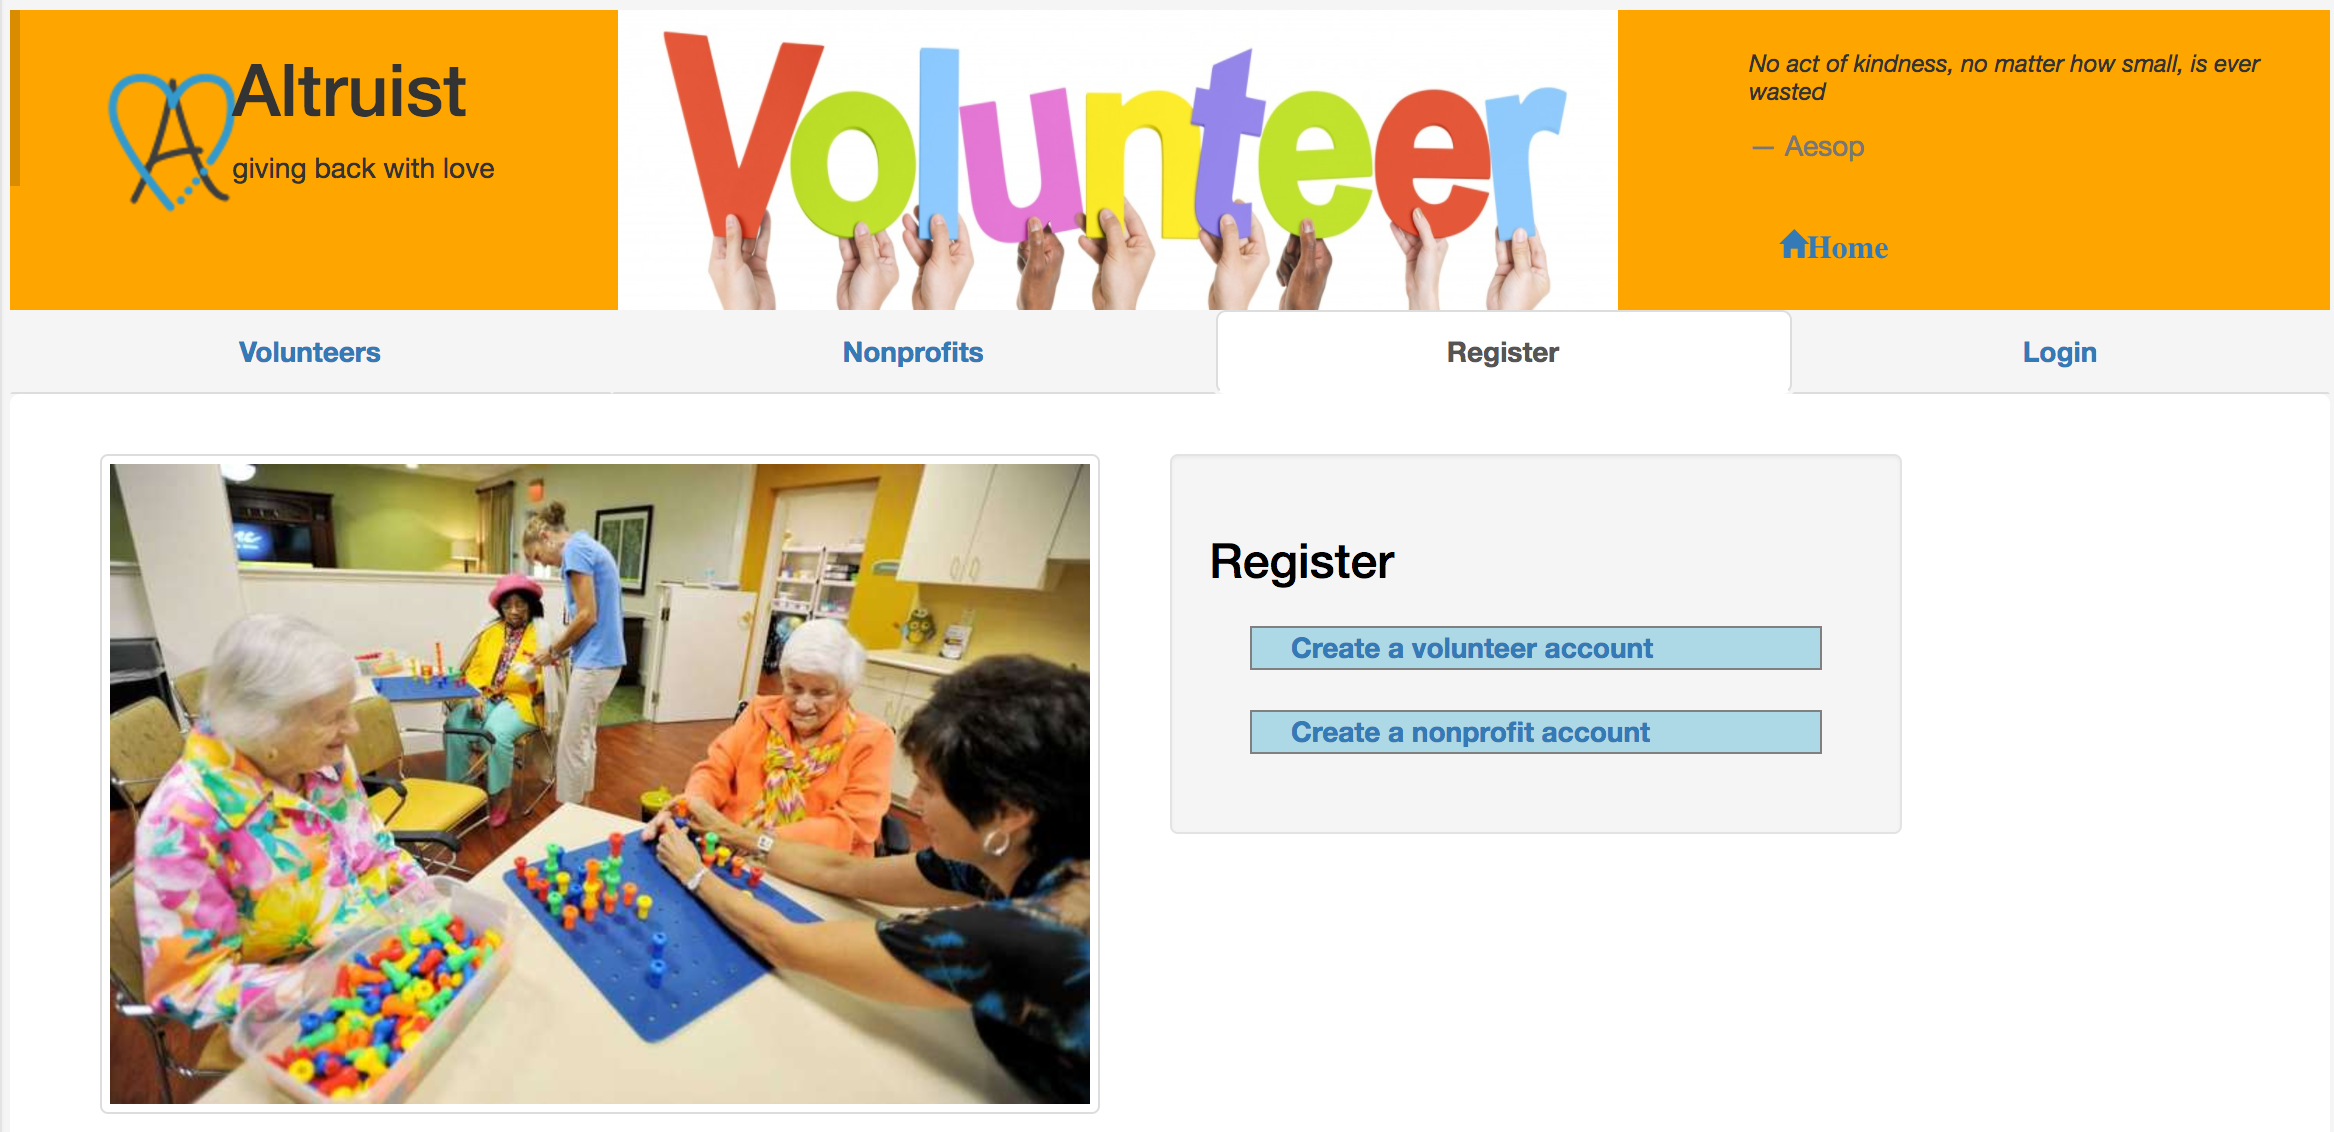 Altruist
giving back with love
Volunteer
No act of kindness, no matter how small, is ever
wasted
— Aesop
Home
Volunteers
Nonprofits
Register
Login
Register
Create a volunteer account
Create a nonprofit account